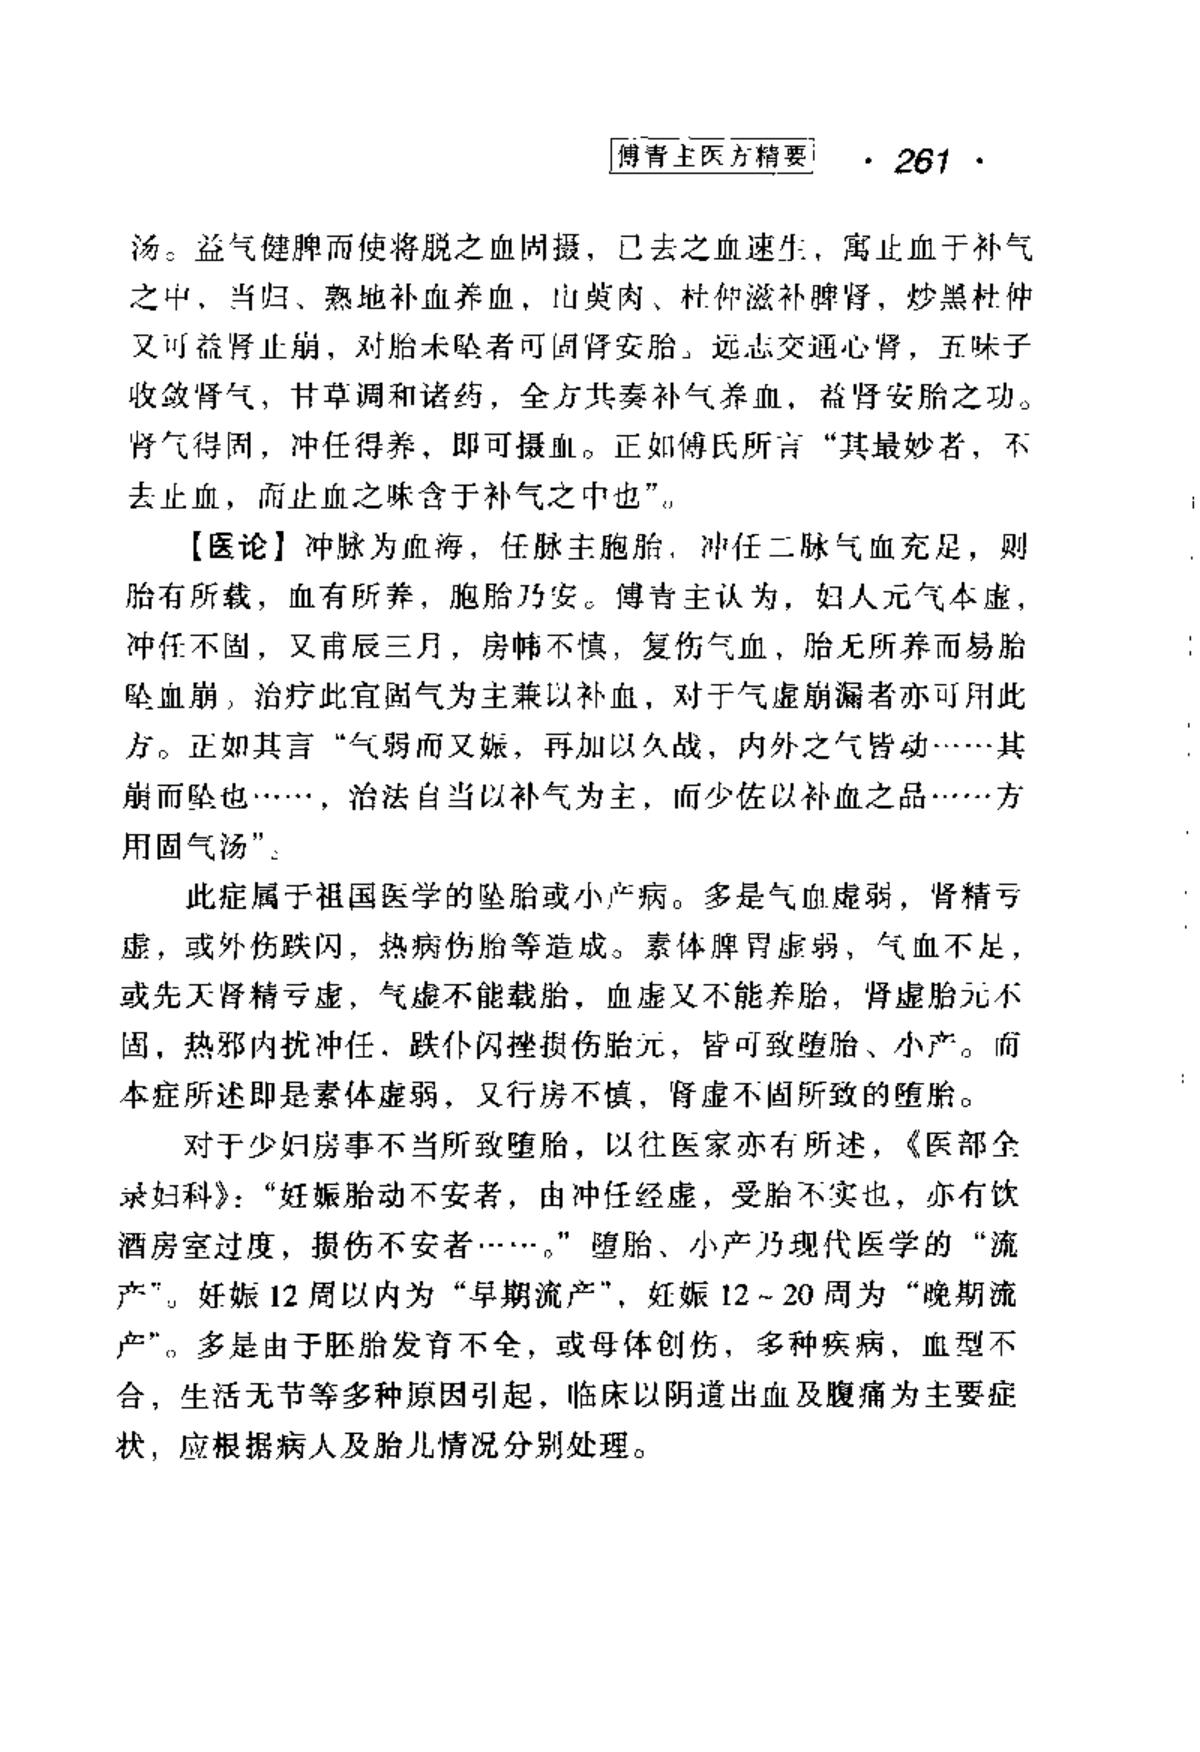 傅青主医方精要 · 261 ·
汤。益气健脾而使将脱之血固摄，已去之血速生，寓止血于补气
之中，当归、熟地补血养血，山萸肉、杜仲滋补脾肾，炒黑杜仲
又可益肾止崩，对胎未坠者可固肾安胎。远志交通心肾，五味子
收敛肾气，甘草调和诸药，全方共奏补气养血，益肾安胎之功。
肾气得固，冲任得养，即可摄血。正如傅氏所言“其最妙者，不
去止血，而止血之味含于补气之中也”。
【医论】冲脉为血海，任脉主胞胎，冲任二脉气血充足，则
胎有所载，血有所养，胞胎乃安。傅青主认为，妇人元气本虚，
冲任不固，又甫辰三月，房帏不慎，复伤气血，胎无所养而易胎
坠血崩。治疗此宜固气为主兼以补血，对于气虚崩漏者亦可用此
方。正如其言“气弱而又娠，再加以久战，内外之气皆动……其
崩而坠也……，治法自当以补气为主，而少佐以补血之品……方
用固气汤”。
此症属于祖国医学的坠胎或小产病。多是气血虚弱，肾精亏
虚，或外伤跌闪，热病伤胎等造成。素体脾胃虚弱，气血不足，
或先天肾精亏虚，气虚不能载胎，血虚又不能养胎，肾虚胎元不
固，热邪内扰冲任，跌仆闪挫损伤胎元，皆可致堕胎、小产。而
本症所述即是素体虚弱，又行房不慎，肾虚不固所致的堕胎。
对于少妇房事不当所致堕胎，以往医家亦有所述，《医部全
录妇科》：“妊娠胎动不安者，由冲任经虚，受胎不实也，亦有饮
酒房室过度，损伤不安者……。”堕胎、小产乃现代医学的“流
产”。妊娠 12 周以内为“早期流产”，妊娠 12～20 周为“晚期流
产”。多是由于胚胎发育不全，或母体创伤，多种疾病，血型不
合，生活无节等多种原因引起，临床以阴道出血及腹痛为主要症
状，应根据病人及胎儿情况分别处理。